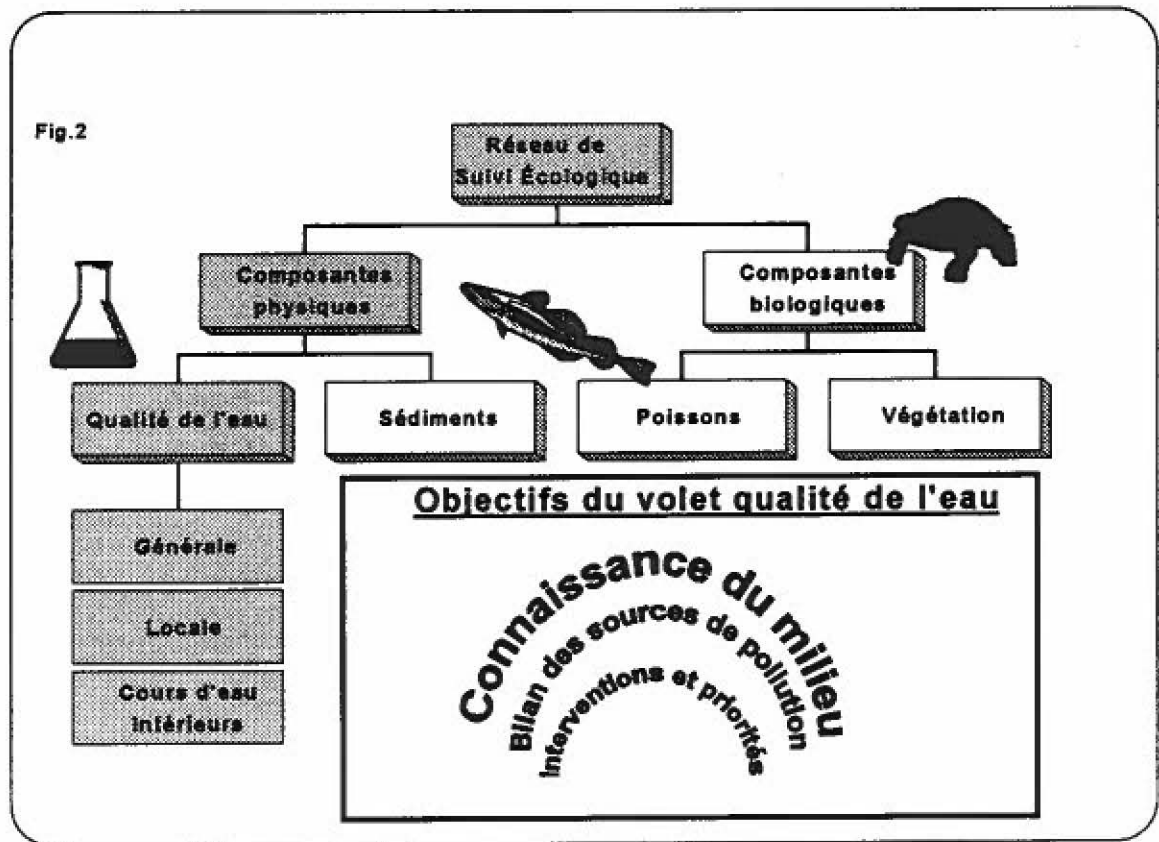 Fig.2
Réseau de
Suivi Écologique
Composantes
physiques
Composantes
biologiques
Qualité de l'eau
Sédiments
Poissons
Végétation
Générale
Locale
Cours d'eau
intérieurs
Objectifs du volet qualité de l'eau
Connaissance du milieu
Bilan des sources de pollution
Interventions et priorités